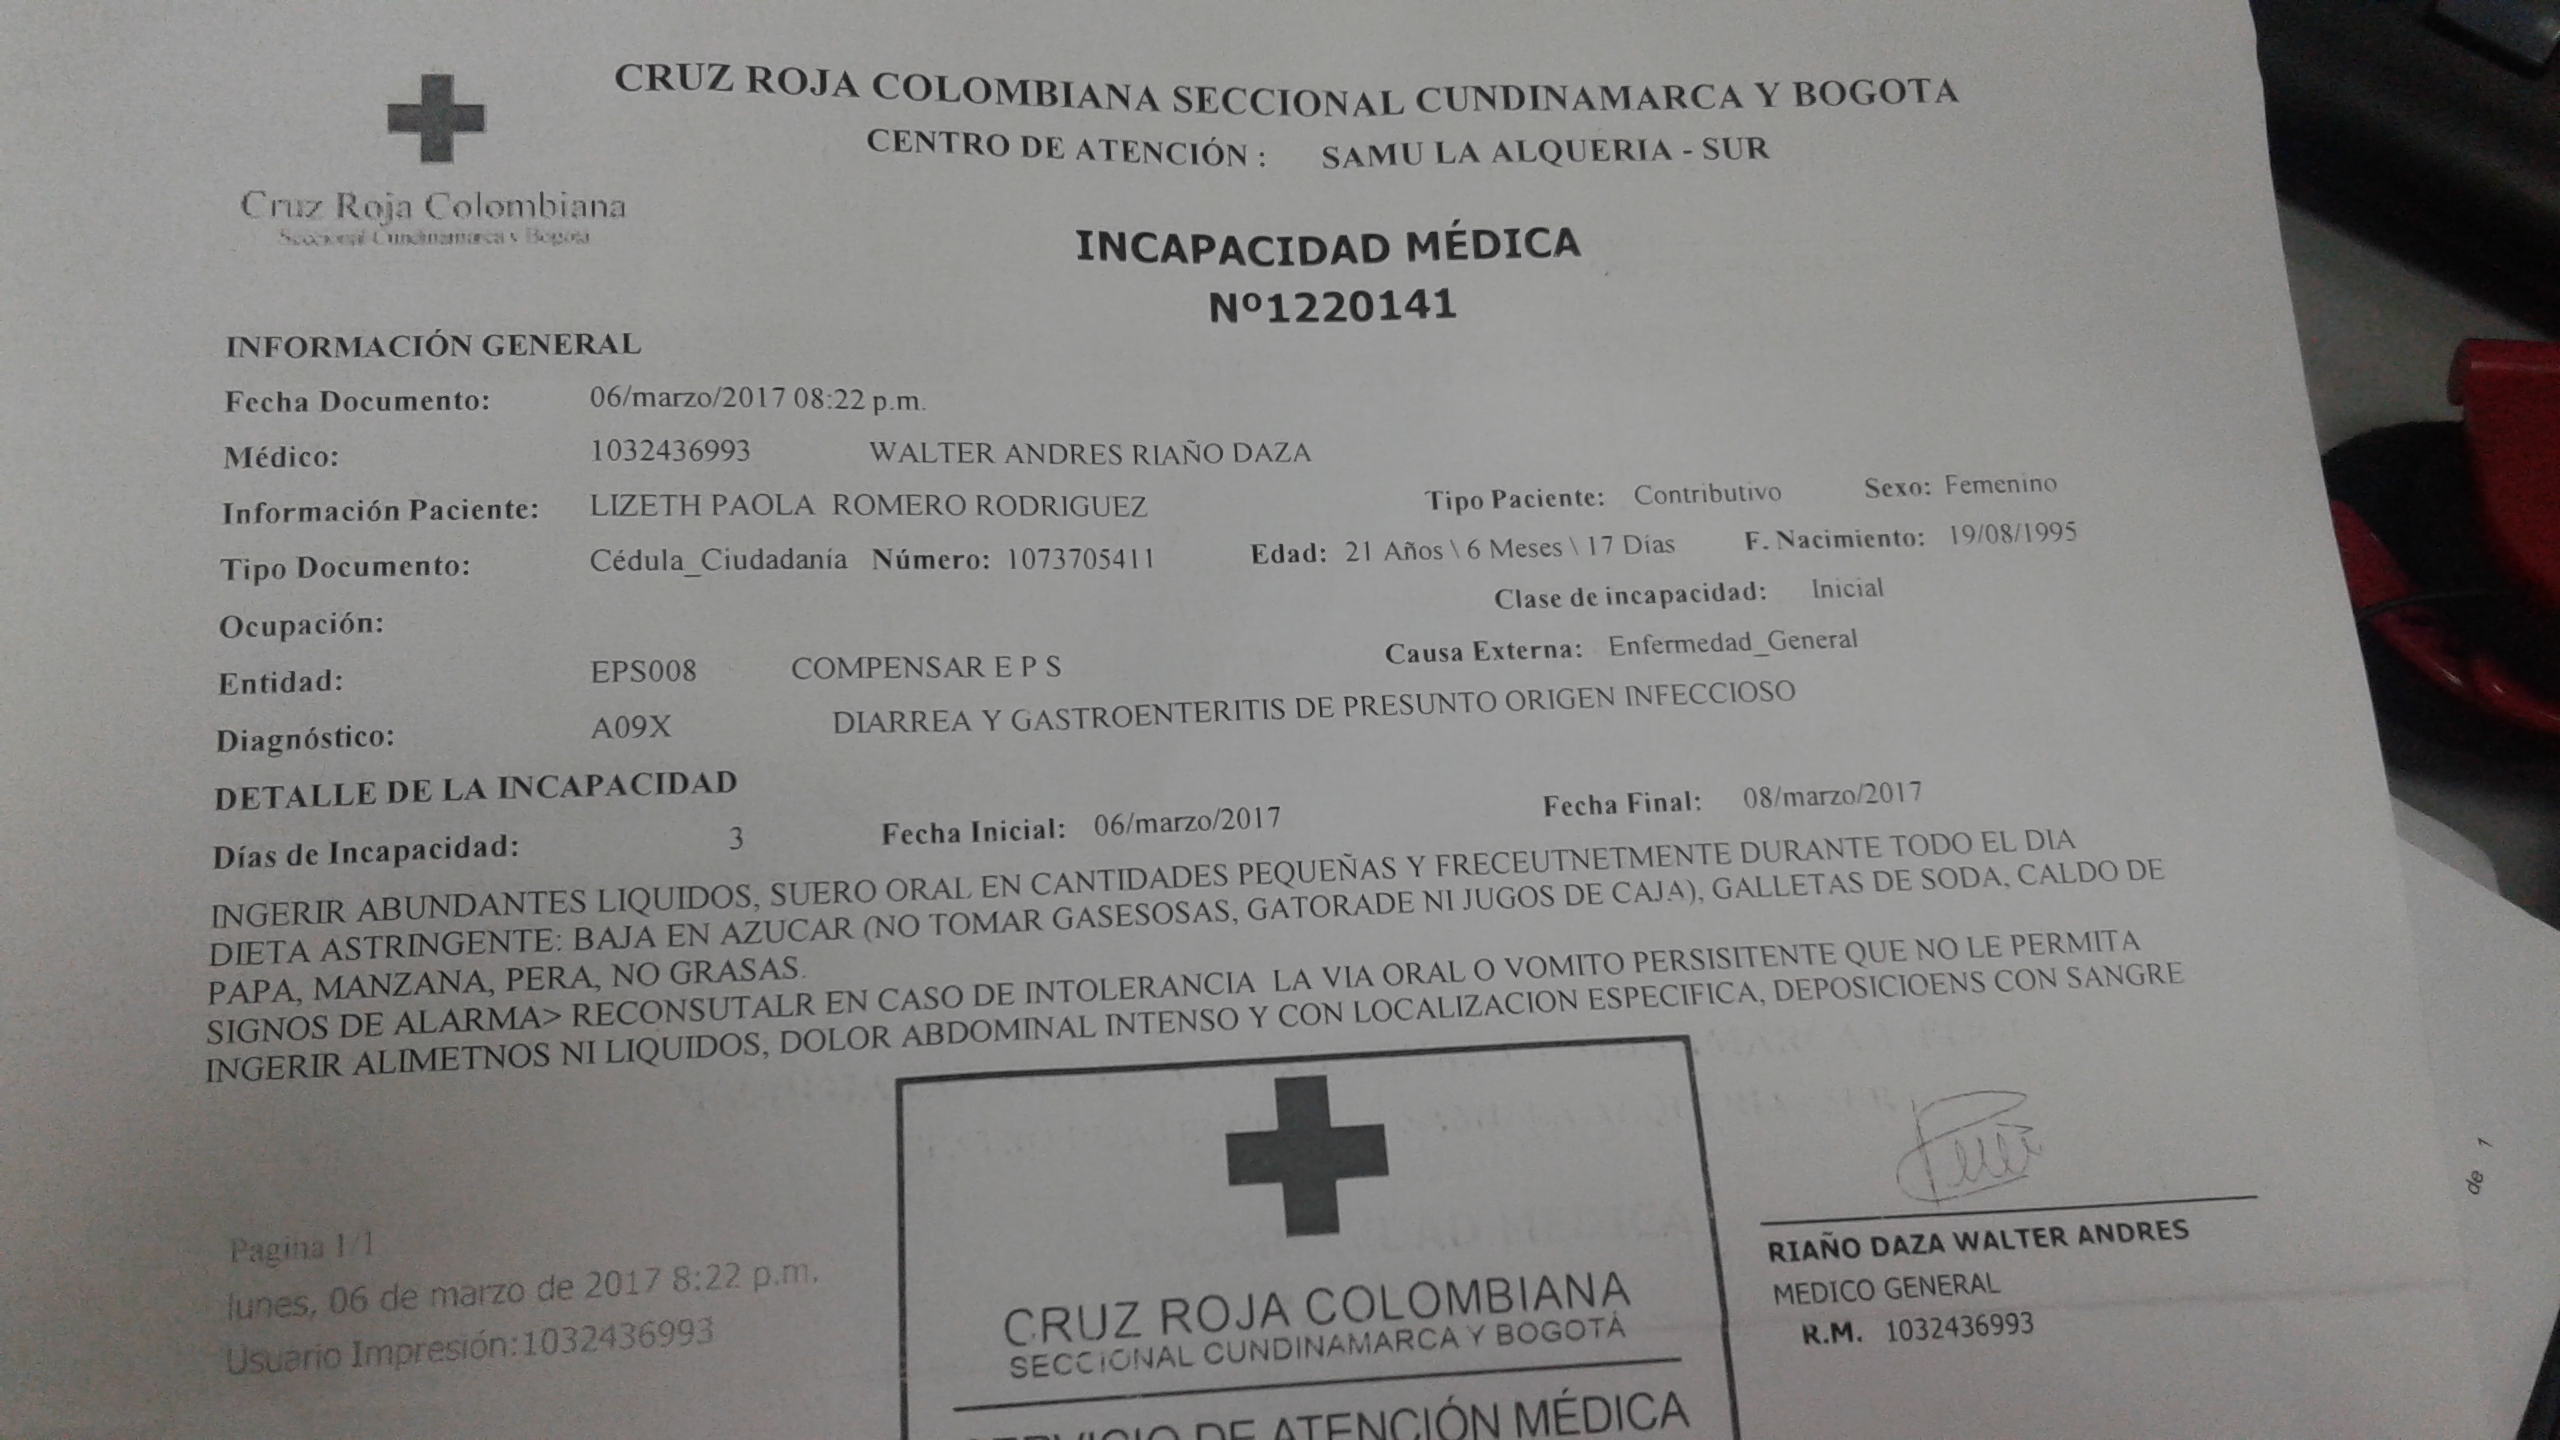 CRUZ ROJA COLOMBIANA SECCIONAL CUNDINAMARCA Y BOGOTA
CENTRO DE ATENCIÓN : SAMU LA ALQUERIA - SUR
Cruz Roja Colombiana
Seccional Cundinamarca y Bogotá
INCAPACIDAD MÉDICA
Nº1220141
INFORMACIÓN GENERAL
Fecha Documento: 06/marzo/2017 08:22 p.m.
Médico: 1032436993 WALTER ANDRES RIAÑO DAZA
Información Paciente: LIZETH PAOLA ROMERO RODRIGUEZ Tipo Paciente: Contributivo Sexo: Femenino
Tipo Documento: Cédula_Ciudadanía Número: 1073705411 Edad: 21 Años \ 6 Meses \ 17 Días F. Nacimiento: 19/08/1995
Ocupación: Clase de incapacidad: Inicial
Entidad: EPS008 COMPENSAR E P S Causa Externa: Enfermedad_General
Diagnóstico: A09X DIARREA Y GASTROENTERITIS DE PRESUNTO ORIGEN INFECCIOSO
DETALLE DE LA INCAPACIDAD
Días de Incapacidad: 3 Fecha Inicial: 06/marzo/2017 Fecha Final: 08/marzo/2017
INGERIR ABUNDANTES LIQUIDOS, SUERO ORAL EN CANTIDADES PEQUEÑAS Y FRECEUTNETMENTE DURANTE TODO EL DIA
DIETA ASTRINGENTE: BAJA EN AZUCAR (NO TOMAR GASESOSAS, GATORADE NI JUGOS DE CAJA), GALLETAS DE SODA, CALDO DE
PAPA, MANZANA, PERA, NO GRASAS.
SIGNOS DE ALARMA> RECONSUTALR EN CASO DE INTOLERANCIA LA VIA ORAL O VOMITO PERSISITENTE QUE NO LE PERMITA
INGERIR ALIMETNOS NI LIQUIDOS, DOLOR ABDOMINAL INTENSO Y CON LOCALIZACION ESPECIFICA, DEPOSICIOENS CON SANGRE
Pagina 1/1
lunes, 06 de marzo de 2017 8:22 p.m.
Usuario Impresión:1032436993
CRUZ ROJA COLOMBIANA
SECCIONAL CUNDINAMARCA Y BOGOTÁ
SERVICIO DE ATENCIÓN MÉDICA
RIAÑO DAZA WALTER ANDRES
MEDICO GENERAL
R.M. 1032436993
de 1